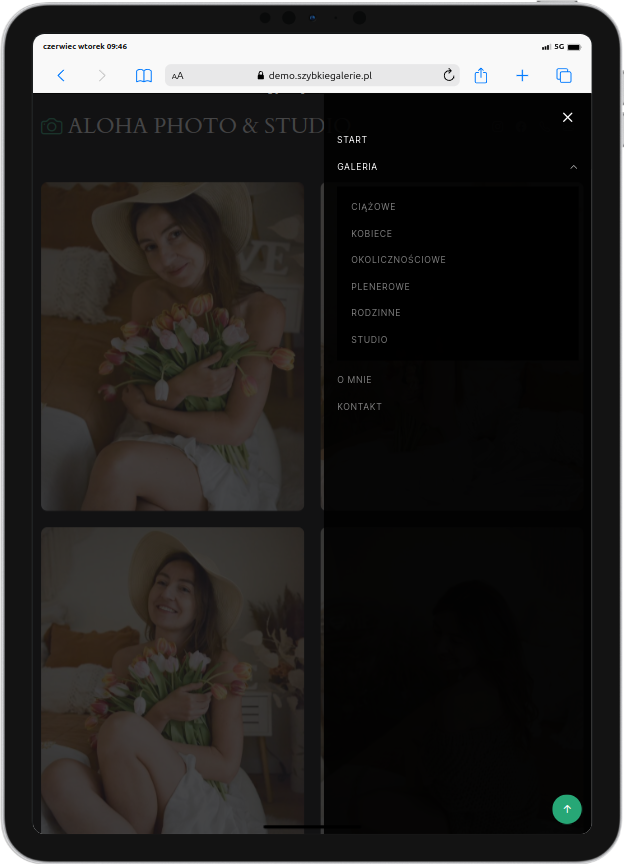 czerwiec wtorek 09:46
5G
AA
demo.szybkiegalerie.pl
ALOHA PHOTO & STUDIO
START
GALERIA
CIĄŻOWE
KOBIECE
OKOLICZNOŚCIOWE
PLENEROWE
RODZINNE
STUDIO
O MNIE
KONTAKT